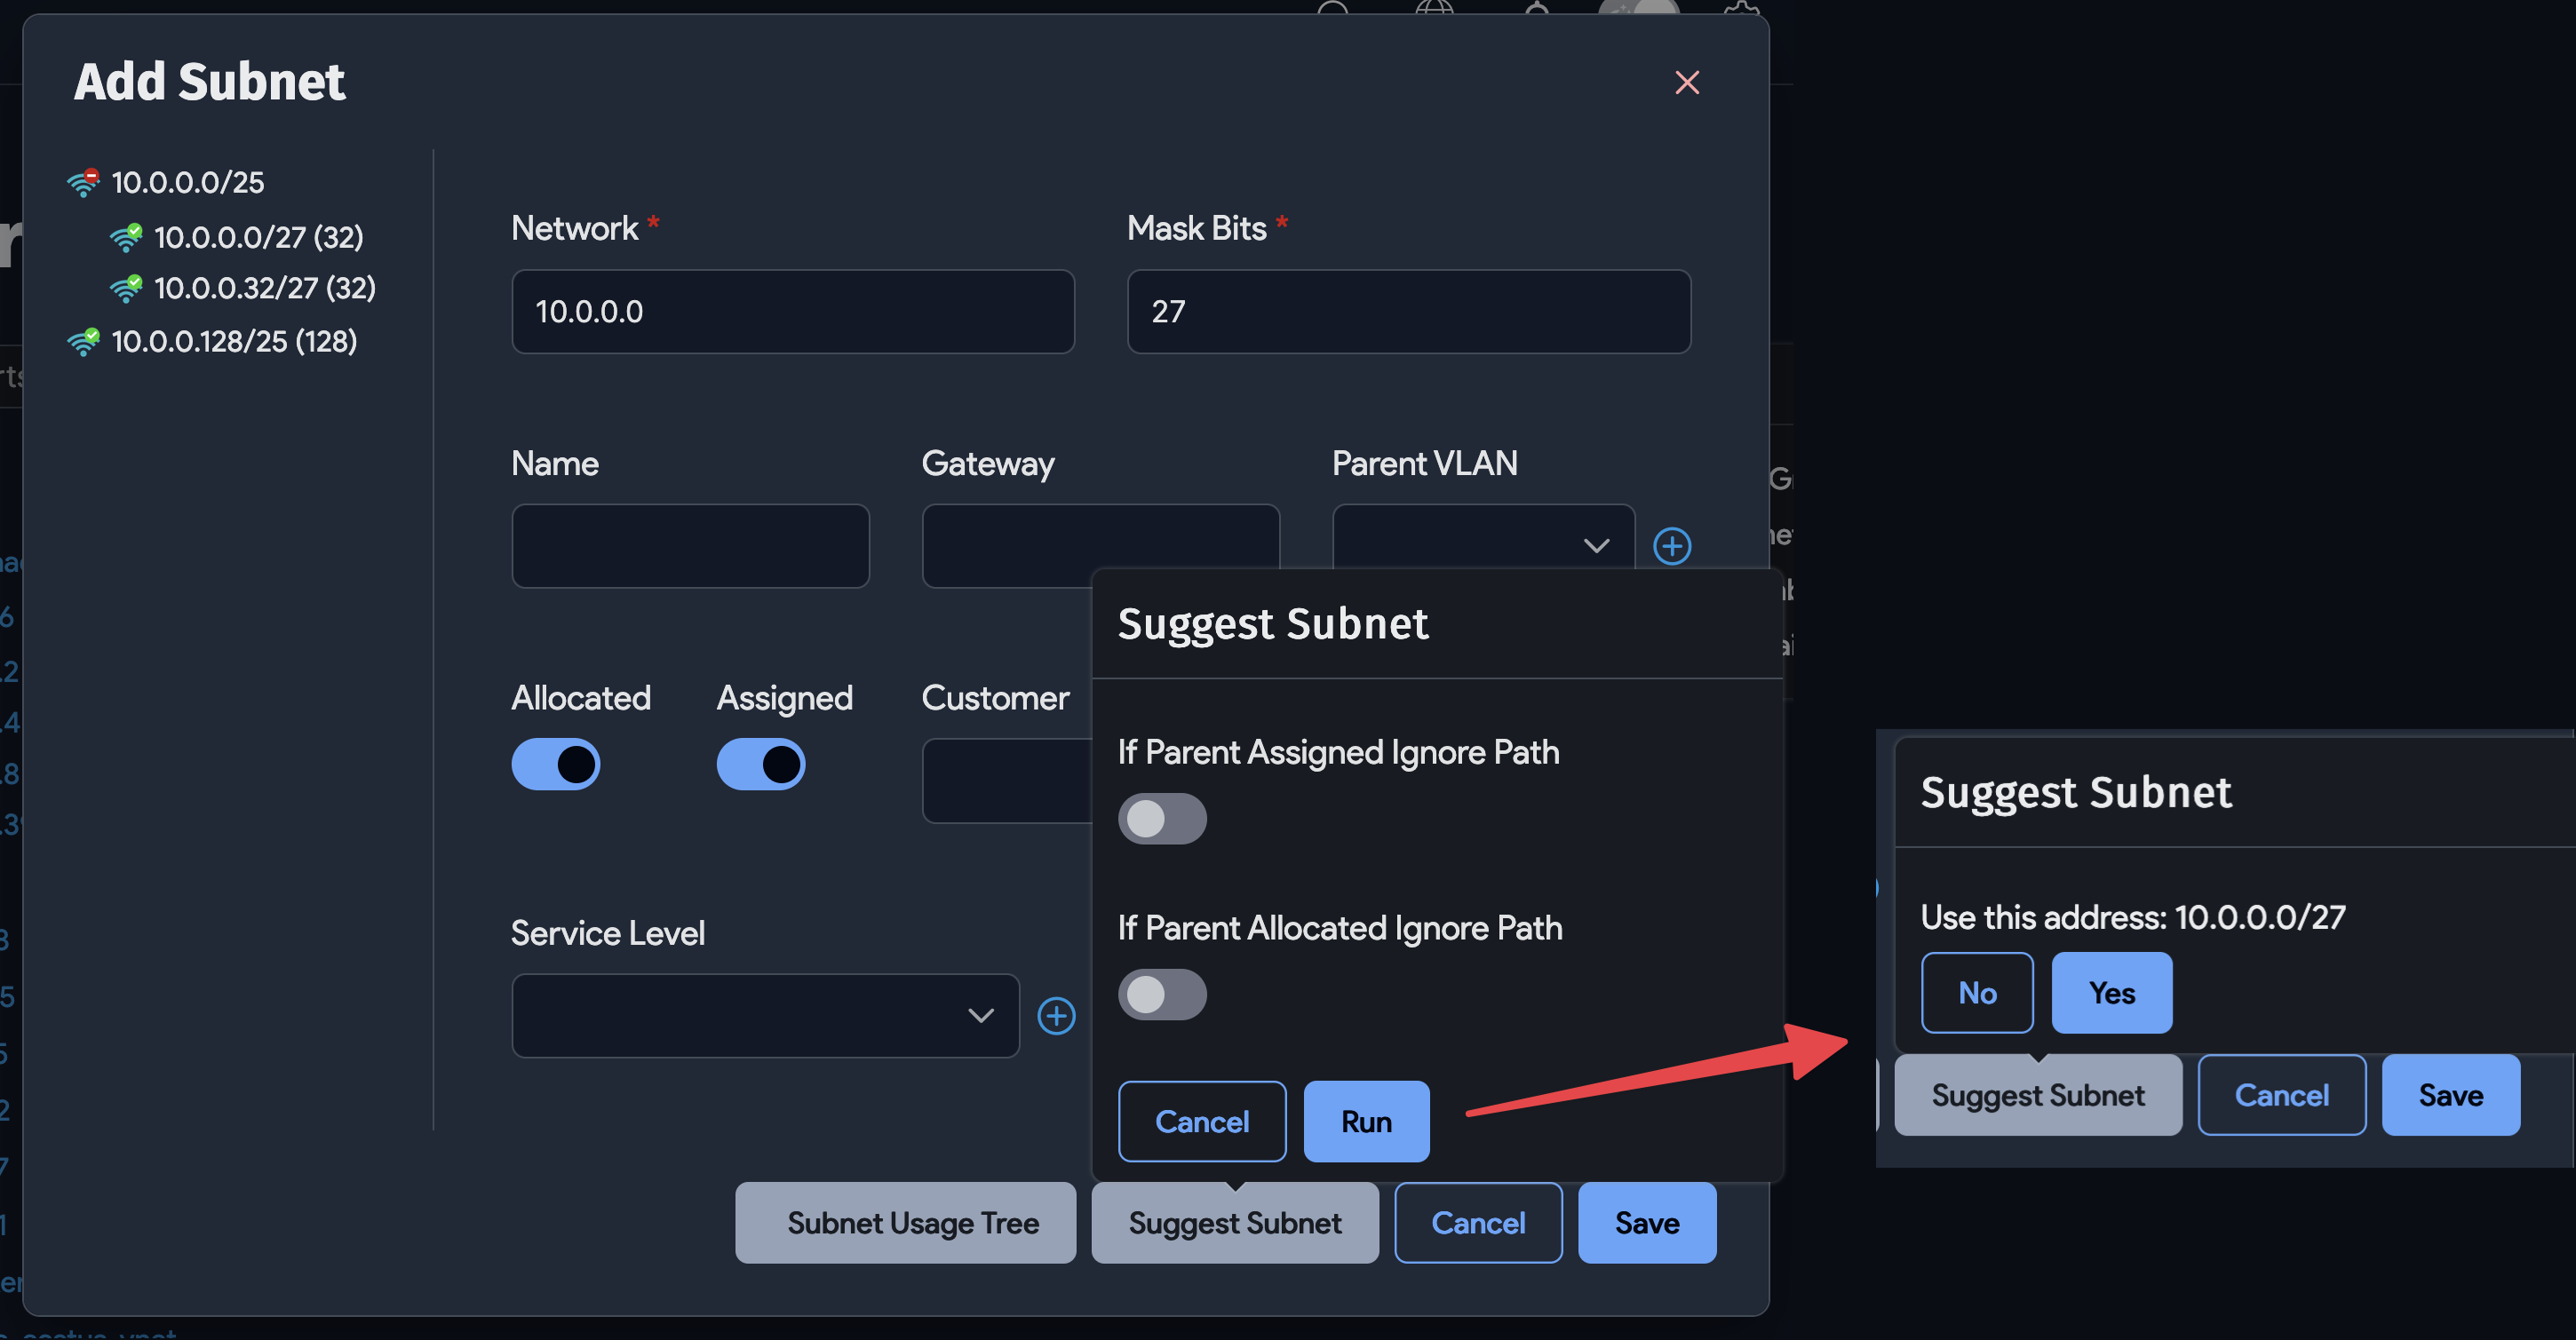 Add Subnet
10.0.0.0/25
10.0.0.0/27 (32)
10.0.0.32/27 (32)
10.0.0.128/25 (128)
Network *
Mask Bits *
10.0.0.0
27
Name
Gateway
Parent VLAN
Allocated
Assigned
Customer
Service Level
Suggest Subnet
If Parent Assigned Ignore Path
If Parent Allocated Ignore Path
Cancel
Run
Subnet Usage Tree
Suggest Subnet
Cancel
Save
Suggest Subnet
Use this address: 10.0.0.0/27
No
Yes
Suggest Subnet
Cancel
Save